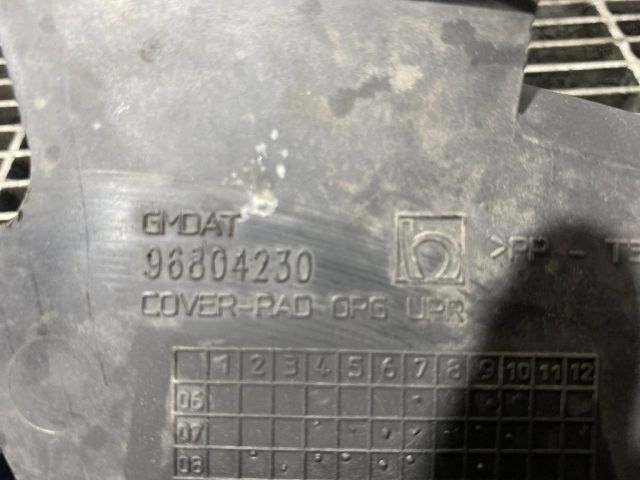 GMDAT
96804230
>PP - T
COVER-RAD OPG UPR
1 2 3 4 5 6 7 8 9 10 11 12
06
07
08